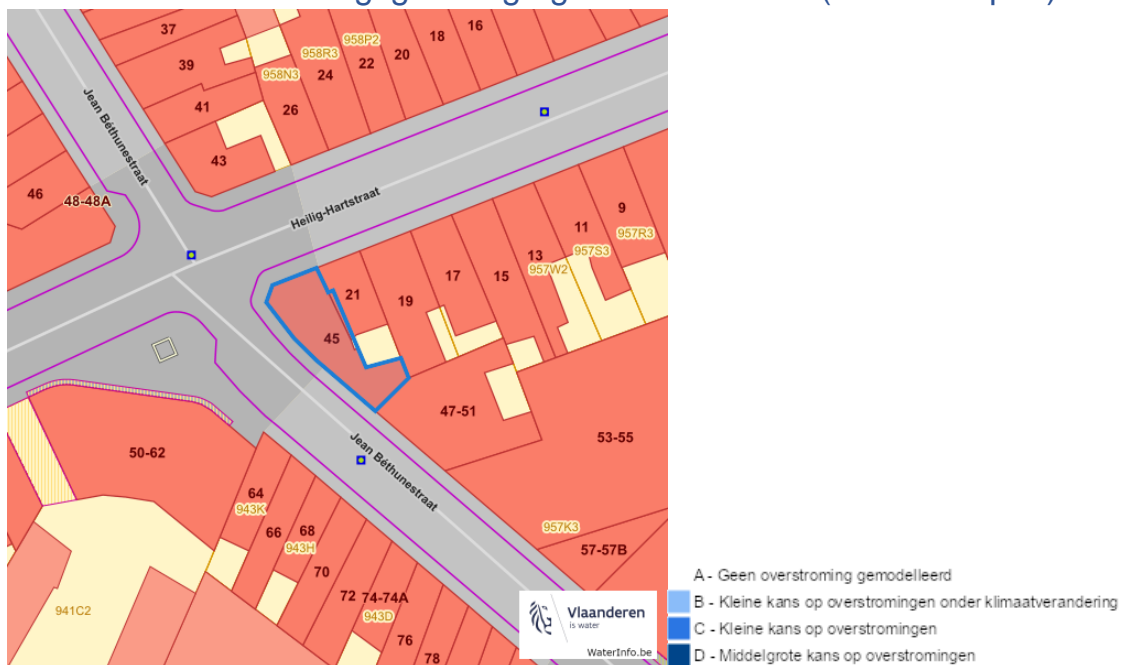 37
39
41
43
958N3
958R3
958P2
26
24
22
20
18
16
Jean Béthunestraat
46
48-48A
Heilig-Hartstraat
21
19
17
15
13
11
9
957W2
957S3
957R3
45
47-51
53-55
50-62
Jean Béthunestraat
64
943K
66
68
943H
70
72
74-74A
943D
76
78
957K3
57-57B
941C2
Vlaanderen
is water
WaterInfo.be
A - Geen overstroming gemodelleerd
B - Kleine kans op overstromingen onder klimaatverandering
C - Kleine kans op overstromingen
D - Middelgrote kans op overstromingen